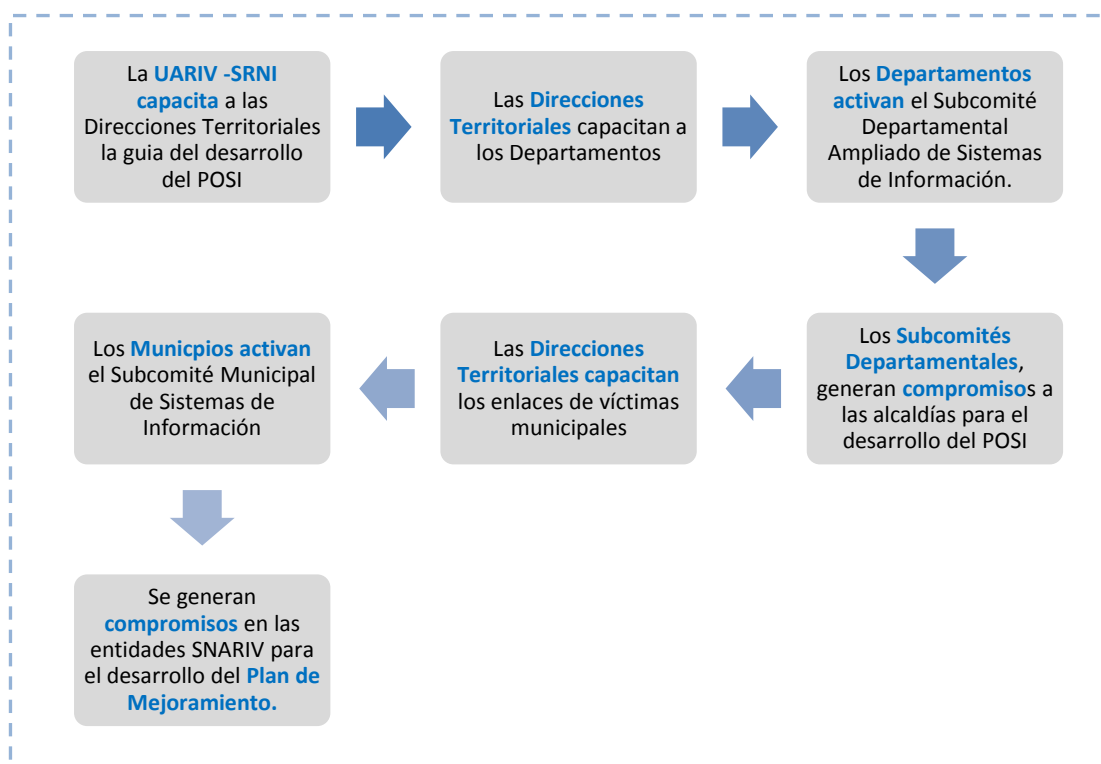 La UARIV -SRNI
capacita a las
Direcciones Territoriales
la guia del desarrollo
del POSI
Las Direcciones
Territoriales capacitan a
los Departamentos
Los Departamentos
activan el Subcomité
Departamental
Ampliado de Sistemas
de Información.
Los Subcomités
Departamentales,
generan compromisos a
las alcaldías para el
desarrollo del POSI
Las Direcciones
Territoriales capacitan
los enlaces de víctimas
municipales
Los Municpios activan
el Subcomité Municipal
de Sistemas de
Información
Se generan
compromisos en las
entidades SNARIV para
el desarrollo del Plan de
Mejoramiento.